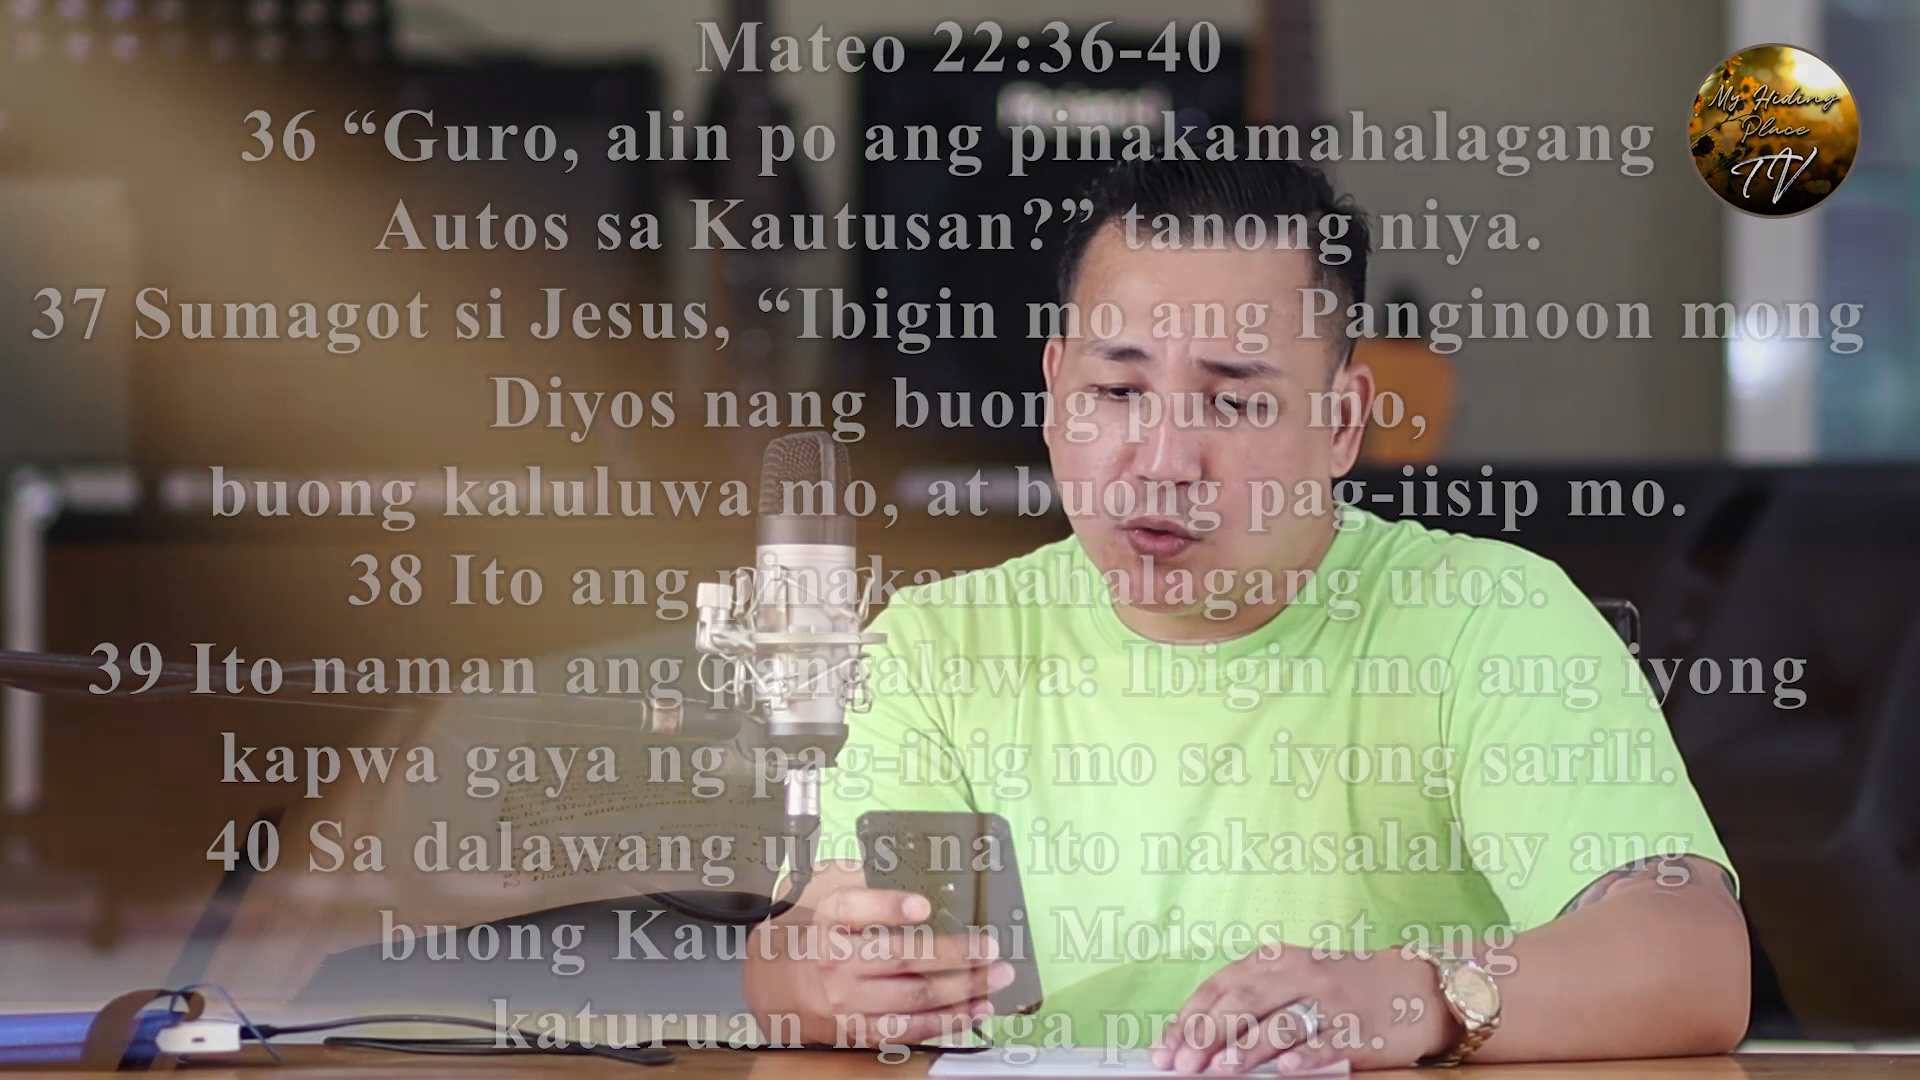 Mateo 22:36-40
36 “Guro, alin po ang pinakamahalagang
Autos sa Kautusan?” tanong niya.
37 Sumagot si Jesus, “Ibigin mo ang Panginoon mong
Diyos nang buong puso mo,
buong kaluluwa mo, at buong pag-iisip mo.
38 Ito ang pinakamahalagang utos.
39 Ito naman ang pangalawa: Ibigin mo ang iyong
kapwa gaya ng pag-ibig mo sa iyong sarili.
40 Sa dalawang utos na ito nakasalalay ang
buong Kautusan ni Moises at ang
katuruan ng mga propeta.”
My Hiding
Place
TV